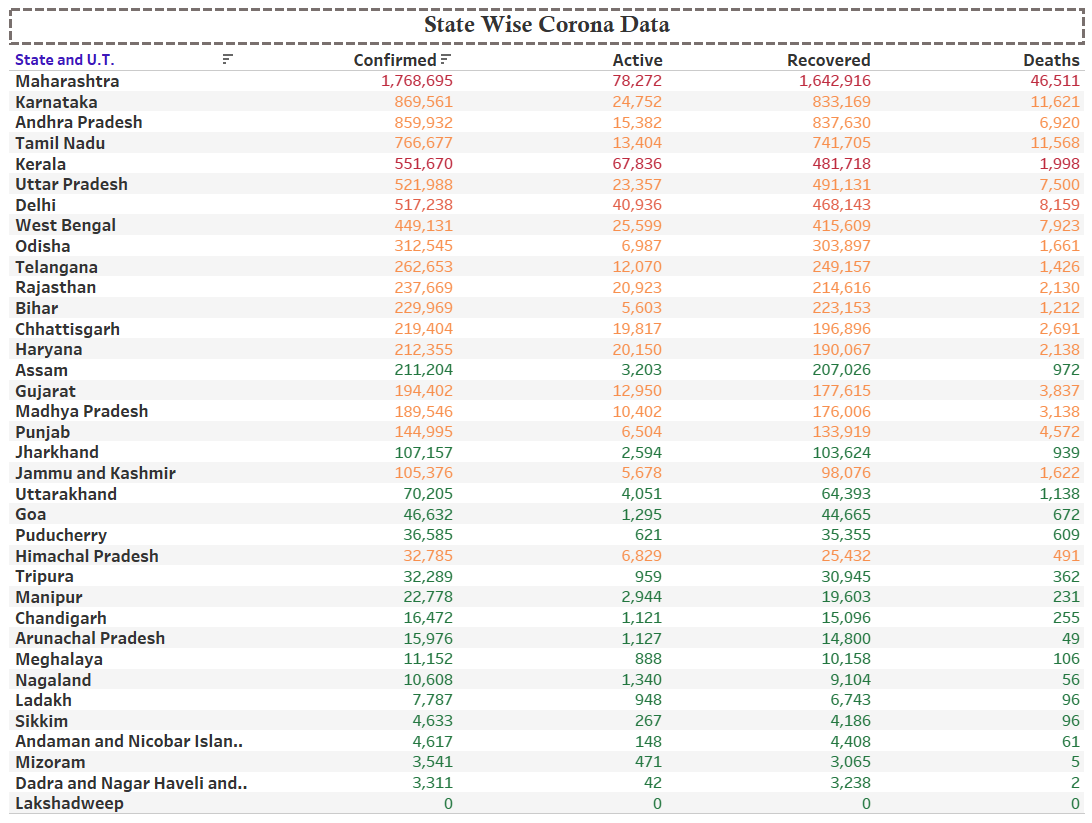 State Wise Corona Data
State and U.T. Confirmed Active Recovered Deaths
Maharashtra 1,768,695 78,272 1,642,916 46,511
Karnataka 869,561 24,752 833,169 11,621
Andhra Pradesh 859,932 15,382 837,630 6,920
Tamil Nadu 766,677 13,404 741,705 11,568
Kerala 551,670 67,836 481,718 1,998
Uttar Pradesh 521,988 23,357 491,131 7,500
Delhi 517,238 40,936 468,143 8,159
West Bengal 449,131 25,599 415,609 7,923
Odisha 312,545 6,987 303,897 1,661
Telangana 262,653 12,070 249,157 1,426
Rajasthan 237,669 20,923 214,616 2,130
Bihar 229,969 5,603 223,153 1,212
Chhattisgarh 219,404 19,817 196,896 2,691
Haryana 212,355 20,150 190,067 2,138
Assam 211,204 3,203 207,026 972
Gujarat 194,402 12,950 177,615 3,837
Madhya Pradesh 189,546 10,402 176,006 3,138
Punjab 144,995 6,504 133,919 4,572
Jharkhand 107,157 2,594 103,624 939
Jammu and Kashmir 105,376 5,678 98,076 1,622
Uttarakhand 70,205 4,051 64,393 1,138
Goa 46,632 1,295 44,665 672
Puducherry 36,585 621 35,355 609
Himachal Pradesh 32,785 6,829 25,432 491
Tripura 32,289 959 30,945 362
Manipur 22,778 2,944 19,603 231
Chandigarh 16,472 1,121 15,096 255
Arunachal Pradesh 15,976 1,127 14,800 49
Meghalaya 11,152 888 10,158 106
Nagaland 10,608 1,340 9,104 56
Ladakh 7,787 948 6,743 96
Sikkim 4,633 267 4,186 96
Andaman and Nicobar Islan.. 4,617 148 4,408 61
Mizoram 3,541 471 3,065 5
Dadra and Nagar Haveli and.. 3,311 42 3,238 2
Lakshadweep 0 0 0 0